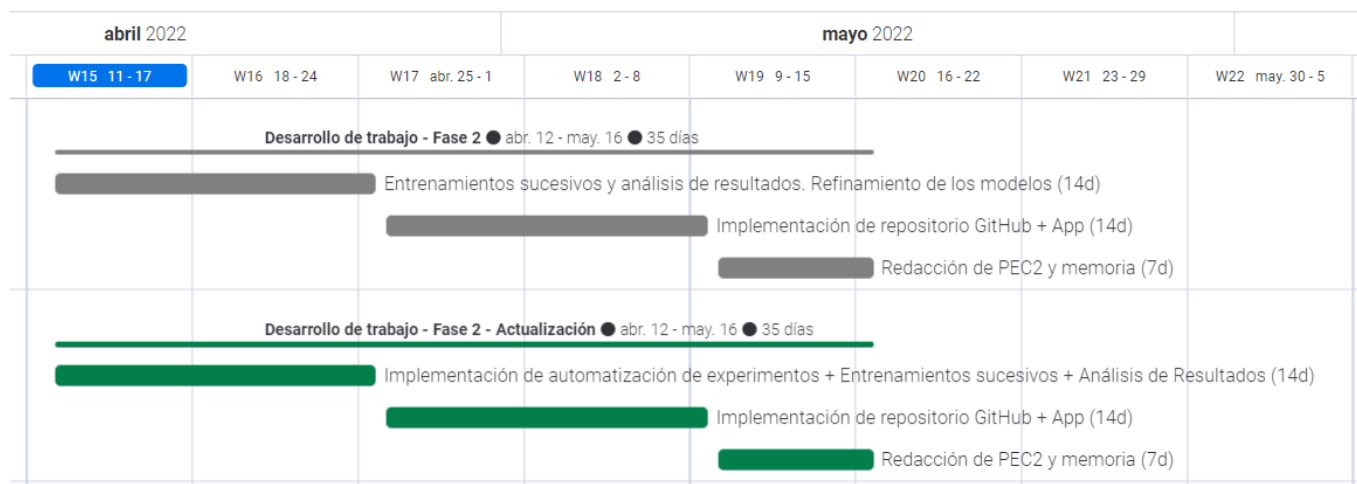 abril 2022 mayo 2022
W15 11 - 17 W16 18 - 24 W17 abr. 25 - 1 W18 2 - 8 W19 9 - 15 W20 16 - 22 W21 23 - 29 W22 may. 30 - 5
Desarrollo de trabajo - Fase 2 ● abr. 12 - may. 16 ● 35 días
Entrenamientos sucesivos y análisis de resultados. Refinamiento de los modelos (14d)
Implementación de repositorio GitHub + App (14d)
Redacción de PEC2 y memoria (7d)
Desarrollo de trabajo - Fase 2 - Actualización ● abr. 12 - may. 16 ● 35 días
Implementación de automatización de experimentos + Entrenamientos sucesivos + Análisis de Resultados (14d)
Implementación de repositorio GitHub + App (14d)
Redacción de PEC2 y memoria (7d)